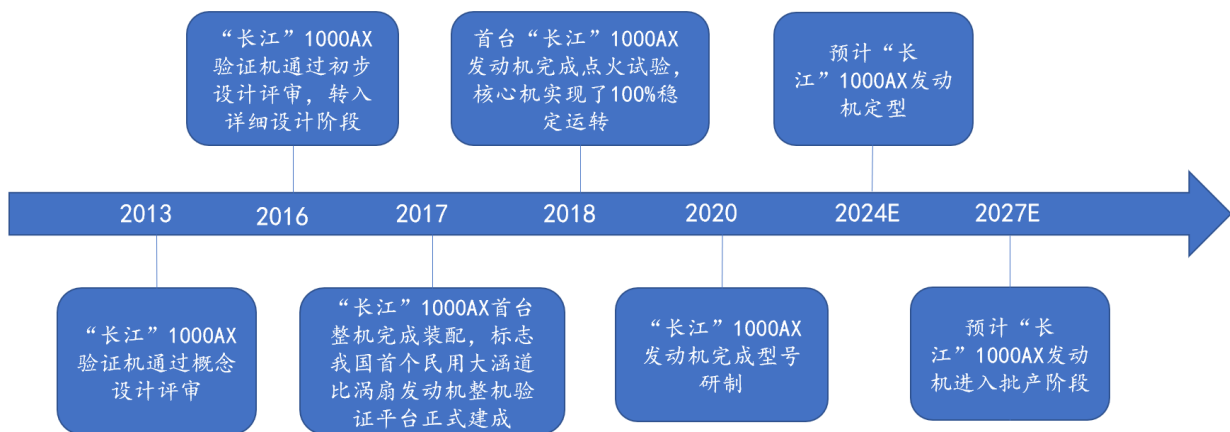 “长江”1000AX
验证机通过初步
设计评审，转入
详细设计阶段
首台“长江”1000AX
发动机完成点火试验，
核心机实现了100%稳
定运转
预计“长
江”1000AX发动
机定型
2013
2016
2017
2018
2020
2024E
2027E
“长江”1000AX
验证机通过概念
设计评审
“长江”1000AX首台
整机完成装配，标志
我国首个民用大涵道
比涡扇发动机整机验
证平台正式建成
“长江”1000AX
发动机完成型号
研制
预计“长
江”1000AX发动
机进入批产阶段